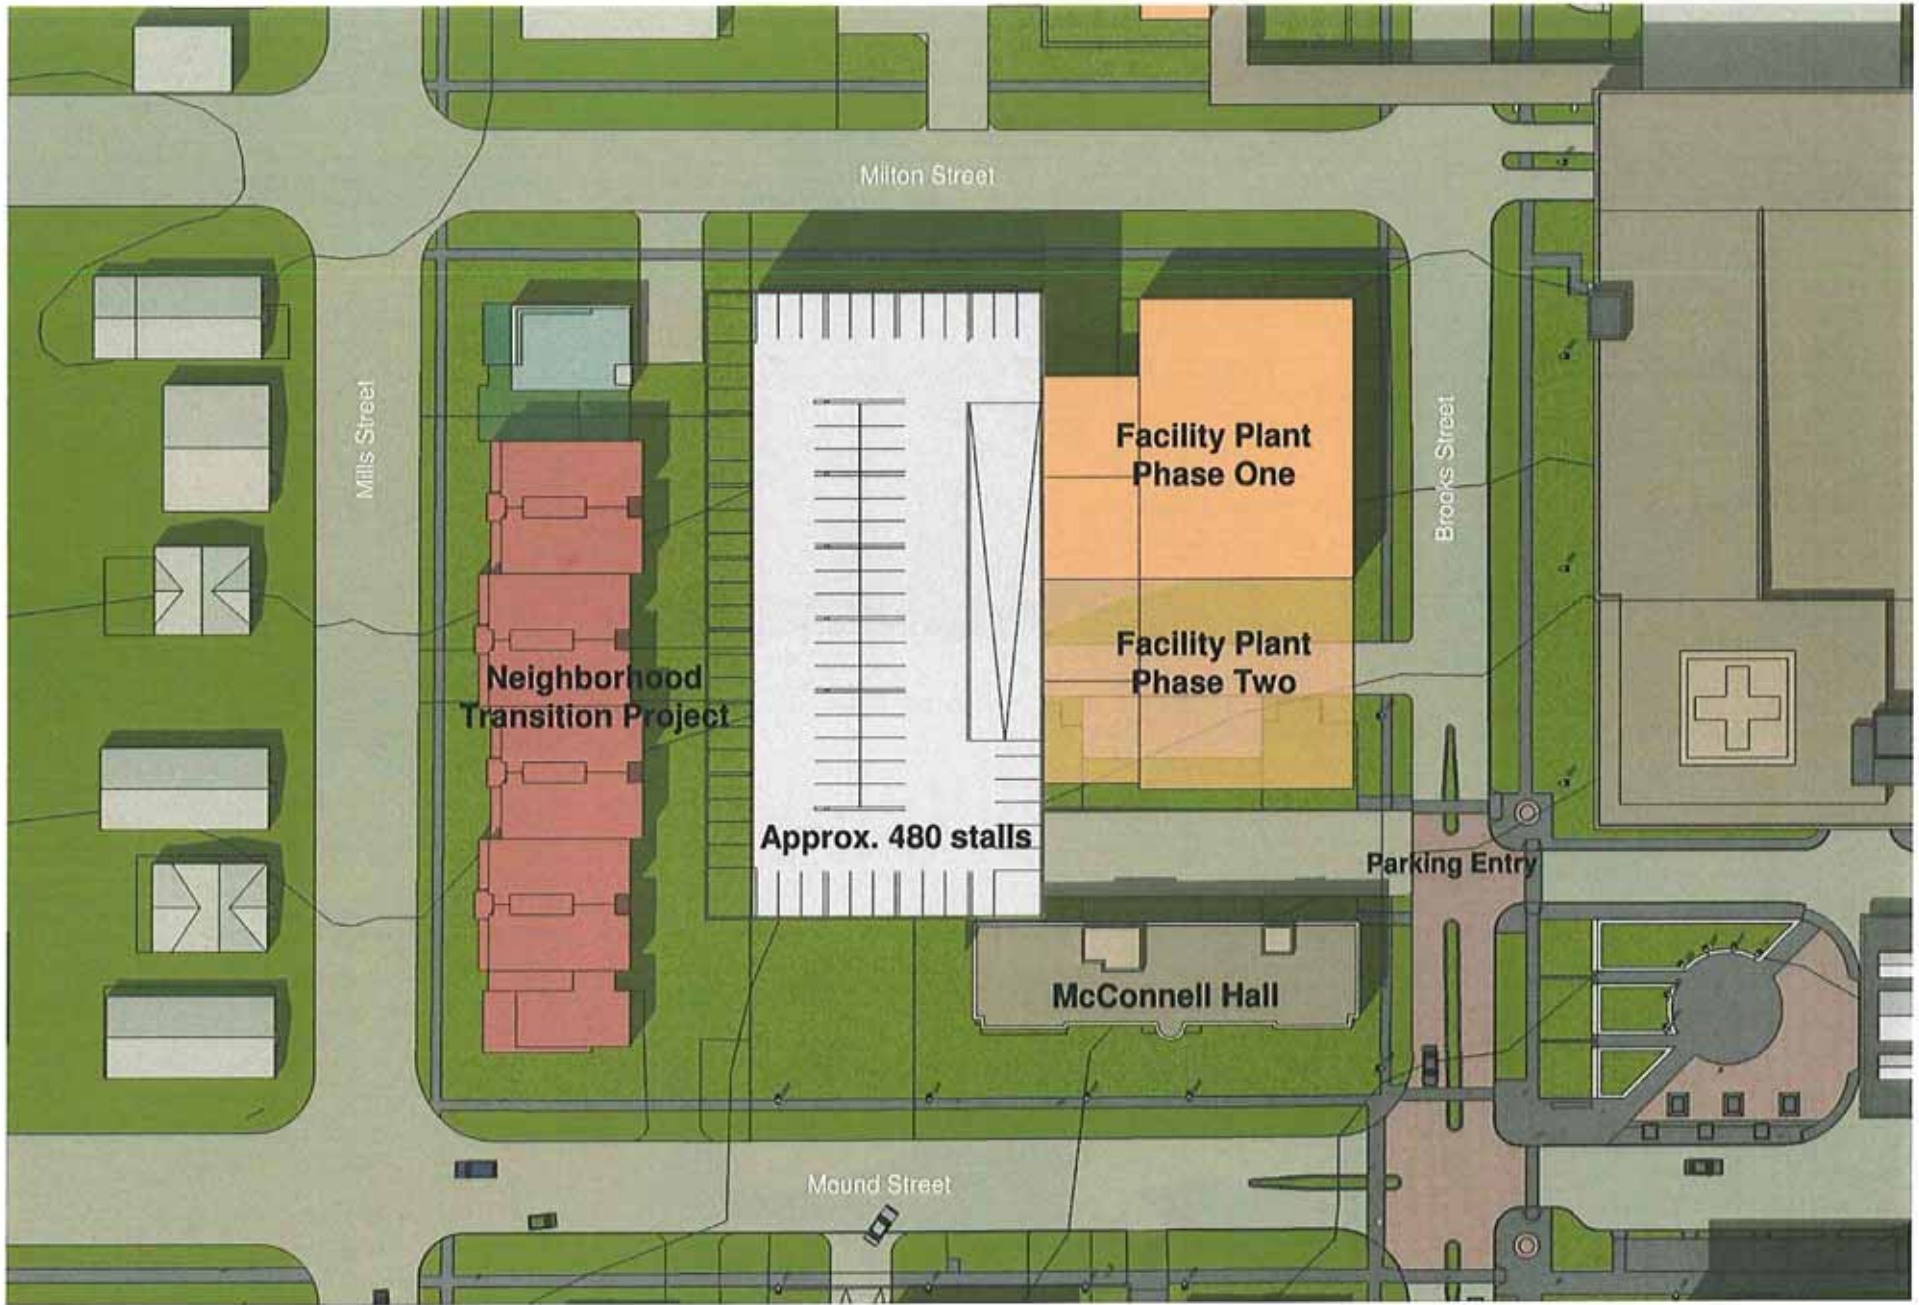 Milton Street
Mills Street
Brooks Street
Facility Plant
Phase One
Facility Plant
Phase Two
Neighborhood
Transition Project
Approx. 480 stalls
Parking Entry
McConnell Hall
Mound Street